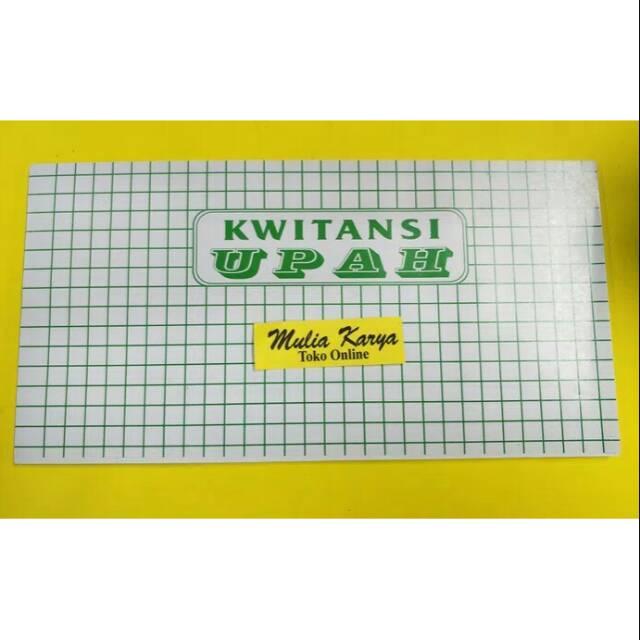 KWITANSI
UPAH
Mulia Karya
Toko Online